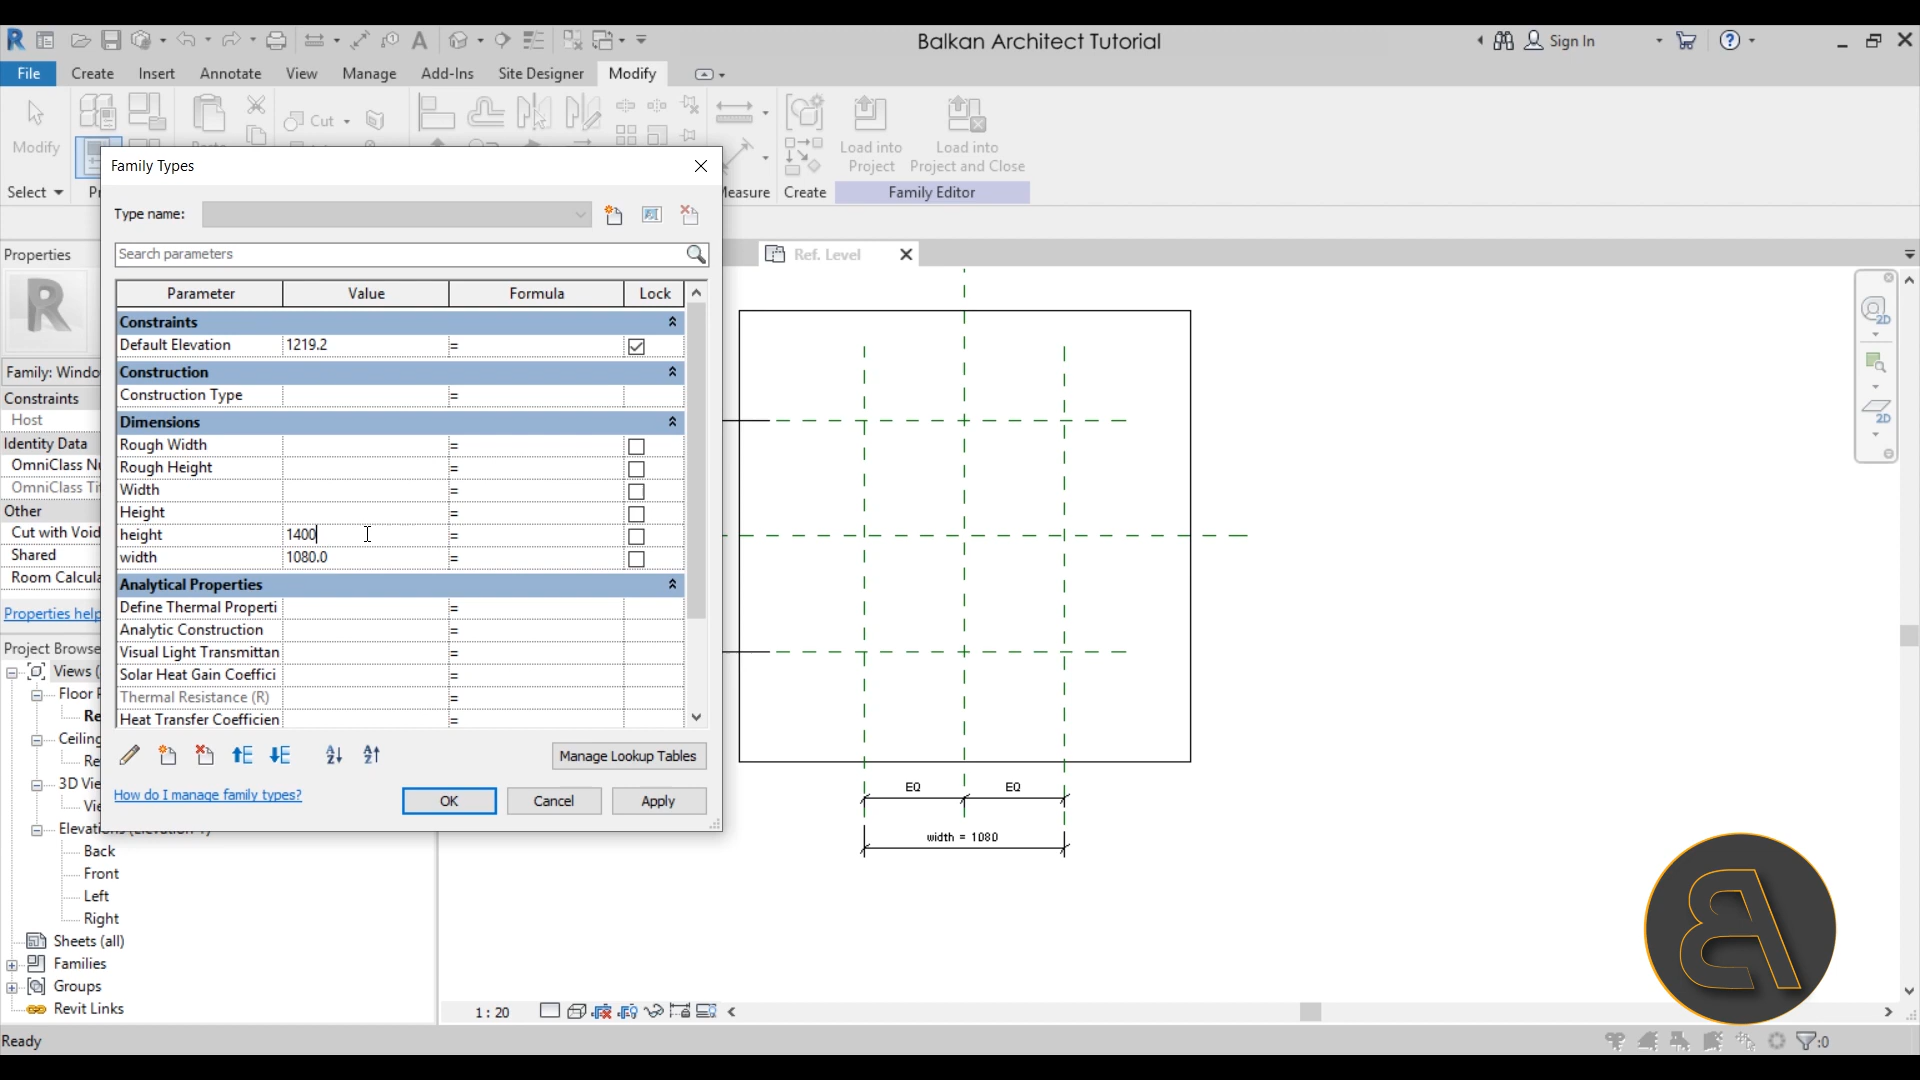 Balkan Architect Tutorial
Sign In
File
Create
Insert
Annotate
View
Manage
Add-Ins
Site Designer
Modify
Modify
Cut
Load into
Project
Load into
Project and Close
Select
Measure
Create
Family Editor
Family Types
Type name:
Search parameters
Ref. Level
Properties
Parameter
Value
Formula
Lock
Constraints
Default Elevation
1219.2
=
Construction
Construction Type
=
Dimensions
Rough Width
=
Rough Height
=
Width
=
Height
=
height
1400
=
width
1080.0
=
Analytical Properties
Define Thermal Properti
=
Analytic Construction
=
Visual Light Transmittan
=
Solar Heat Gain Coeffici
=
Thermal Resistance (R)
=
Heat Transfer Coefficien
=
Manage Lookup Tables
How do I manage family types?
OK
Cancel
Apply
Family: Windo
Constraints
Host
Identity Data
OmniClass Nu
OmniClass Tit
Other
Cut with Void
Shared
Room Calcula
Properties help
Project Browse
Views (
Floor P
Re
Ceiling
Re
3D Vie
Vie
Elevations (Elevation 1)
Back
Front
Left
Right
Sheets (all)
Families
Groups
Revit Links
EQ
EQ
width = 1080
2D
2D
1 : 20
Ready
:0